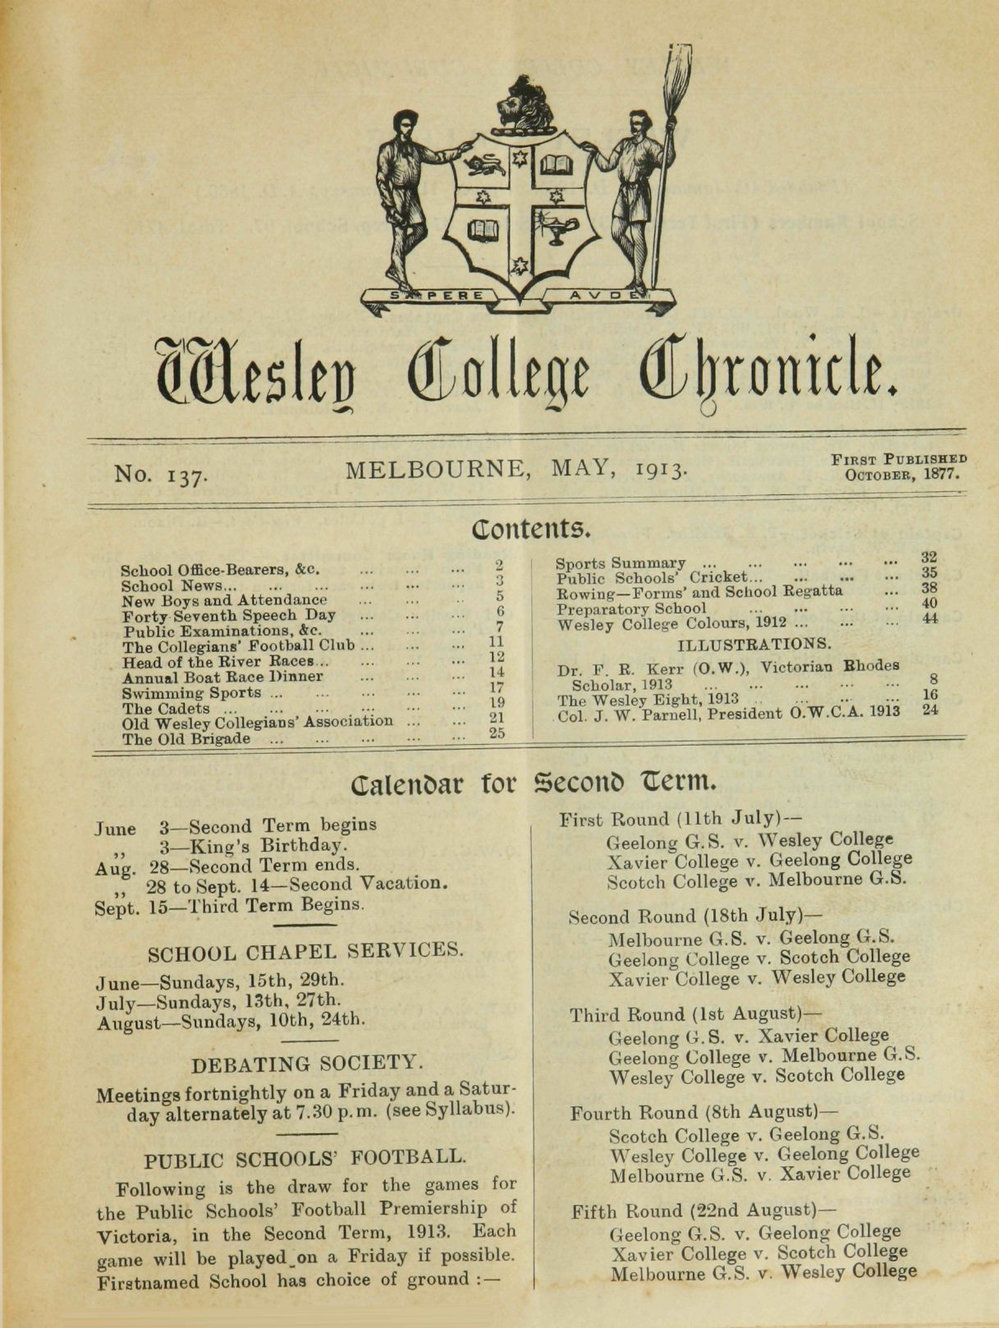 SAPERE AVDE
Wesley College Chronicle.
No. 137.
MELBOURNE, MAY, 1913.
FIRST PUBLISHED
OCTOBER, 1877.
Contents.
School Office-Bearers, &c. ... ... ... 2
School News... ... ... ... ... ... 3
New Boys and Attendance ... ... ... 5
Forty Seventh Speech Day ... ... ... 6
Public Examinations, &c. ... ... ... 7
The Collegians' Football Club ... ... ... 11
Head of the River Races... ... ... ... 12
Annual Boat Race Dinner ... ... ... 14
Swimming Sports ... ... ... ... ... 17
The Cadets ... ... ... ... ... ... 19
Old Wesley Collegians' Association ... ... 21
The Old Brigade ... ... ... ... ... 25
Sports Summary ... ... ... ... ... 32
Public Schools' Cricket... ... ... ... 35
Rowing—Forms' and School Regatta ... 38
Preparatory School ... ... ... ... 40
Wesley College Colours, 1912 ... ... ... 44
ILLUSTRATIONS.
Dr. F. R. Kerr (O.W.), Victorian Rhodes
Scholar, 1913 ... ... ... ... ... 8
The Wesley Eight, 1913 ... ... ... ... 16
Col. J. W. Parnell, President O.W.C.A. 1913 24
Calendar for Second Term.
June 3—Second Term begins
,, 3—King's Birthday.
Aug. 28—Second Term ends.
,, 28 to Sept. 14—Second Vacation.
Sept. 15—Third Term Begins.
SCHOOL CHAPEL SERVICES.
June—Sundays, 15th, 29th.
July—Sundays, 13th, 27th.
August—Sundays, 10th, 24th.
DEBATING SOCIETY.
Meetings fortnightly on a Friday and a Satur-
day alternately at 7.30 p.m. (see Syllabus).
PUBLIC SCHOOLS' FOOTBALL.
Following is the draw for the games for
the Public Schools' Football Premiership of
Victoria, in the Second Term, 1913. Each
game will be played on a Friday if possible.
Firstnamed School has choice of ground :—
First Round (11th July)—
Geelong G.S. v. Wesley College
Xavier College v. Geelong College
Scotch College v. Melbourne G.S.
Second Round (18th July)—
Melbourne G.S. v. Geelong G.S.
Geelong College v. Scotch College
Xavier College v. Wesley College
Third Round (1st August)—
Geelong G.S. v. Xavier College
Geelong College v. Melbourne G.S.
Wesley College v. Scotch College
Fourth Round (8th August)—
Scotch College v. Geelong G.S.
Wesley College v. Geelong College
Melbourne G.S. v. Xavier College
Fifth Round (22nd August)—
Geelong G.S. v. Geelong College
Xavier College v. Scotch College
Melbourne G.S. v. Wesley College